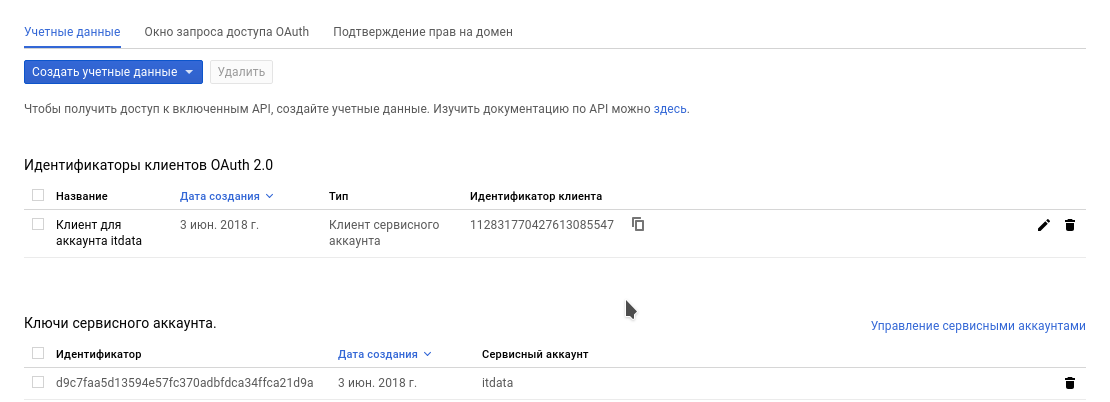 Учетные данные Окно запроса доступа OAuth Подтверждение прав на домен
Создать учетные данные Удалить
Чтобы получить доступ к включенным API, создайте учетные данные. Изучить документацию по API можно здесь.
Идентификаторы клиентов OAuth 2.0
Название Дата создания Тип Идентификатор клиента
Клиент для аккаунта itdata 3 июн. 2018 г. Клиент сервисного аккаунта 112831770427613085547
Ключи сервисного аккаунта.
Управление сервисными аккаунтами
Идентификатор Дата создания Сервисный аккаунт
d9c7faa5d13594e57fc370adbfdca34ffca21d9a 3 июн. 2018 г. itdata